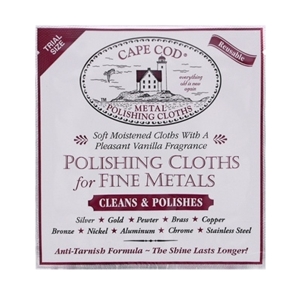 TRIAL SIZE
Reusable
CAPE COD®
everything old is new again
METAL
POLISHING CLOTHS
Soft Moistened Cloths With A
Pleasant Vanilla Fragrance
POLISHING CLOTHS
for FINE METALS
CLEANS & POLISHES
Silver ★ Gold ★ Pewter ★ Brass ★ Copper
Bronze ★ Nickel ★ Aluminum ★ Chrome ★ Stainless Steel
Anti-Tarnish Formula ~ The Shine Lasts Longer!